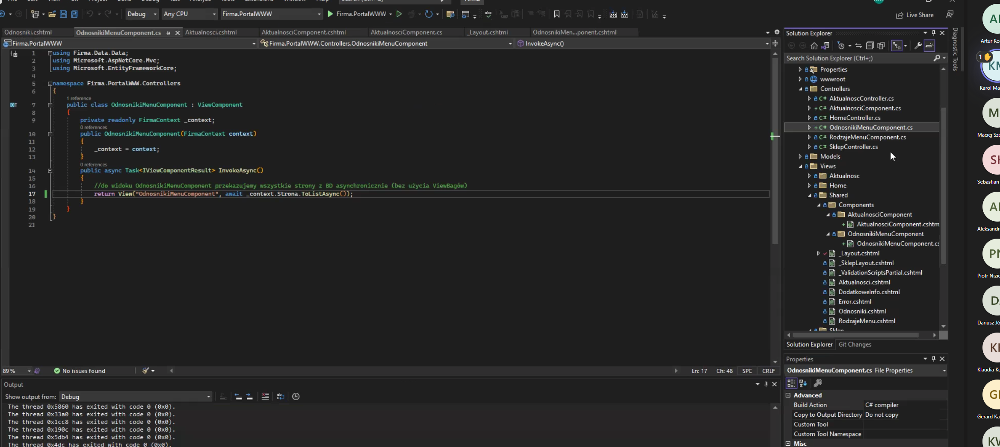 Debug
Any CPU
Firma.PortalWWW
Firma.PortalWWW
Live Share
Odnosniki.cshtml
OdnosnikiMenuComponent.cs
Aktualnosci.cshtml
AktualnosciComponent.cshtml
AktualnosciComponent.cs
_Layout.cshtml
OdnosnikiMen...ponent.cshtml
Firma.PortalWWW
Firma.PortalWWW.Controllers.OdnosnikiMenuComponent
InvokeAsync()
1 using Firma.Data.Data;
2 using Microsoft.AspNetCore.Mvc;
3 using Microsoft.EntityFrameworkCore;
4
5 namespace Firma.PortalWWW.Controllers
6 {
1 reference
7 public class OdnosnikiMenuComponent : ViewComponent
8 {
9 private readonly FirmaContext _context;
0 references
10 public OdnosnikiMenuComponent(FirmaContext context)
11 {
12 _context = context;
13 }
0 references
14 public async Task<IViewComponentResult> InvokeAsync()
15 {
16 //do widoku OdnosnikiMenuComponent przekazujemy wszystkie strony z BD asynchronicznie (bez użycia ViewBagów)
17 return View("OdnosnikiMenuComponent", await _context.Strona.ToListAsync());
18 }
19 }
20 }
21
89 %
No issues found
Ln: 17
Ch: 48
SPC
CRLF
Output
Show output from: Debug
The thread 0x5860 has exited with code 0 (0x0).
The thread 0x33a0 has exited with code 0 (0x0).
The thread 0x1cc8 has exited with code 0 (0x0).
The thread 0x190c has exited with code 0 (0x0).
The thread 0x5db4 has exited with code 0 (0x0).
The thread 0x4dc has exited with code 0 (0x0).
Solution Explorer
Search Solution Explorer (Ctrl+;)
Properties
wwwroot
Controllers
C# AktualnoscController.cs
C# AktualnosciComponent.cs
C# HomeController.cs
C# OdnosnikiMenuComponent.cs
C# RodzajeMenuComponent.cs
C# SklepController.cs
Models
Views
Aktualnosc
Home
Shared
Components
AktualnosciComponent
AktualnosciComponent.cshtm
OdnosnikiMenuComponent
OdnosnikiMenuComponent.cs
_Layout.cshtml
_SklepLayout.cshtml
_ValidationScriptsPartial.cshtml
Aktualnosci.cshtml
DodatkoweInfo.cshtml
Error.cshtml
Odnosniki.cshtml
RodzajeMenu.cshtml
Solution Explorer
Git Changes
Properties
OdnosnikiMenuComponent.cs File Properties
Advanced
Build Action C# compiler
Copy to Output Directory Do not copy
Custom Tool
Custom Tool Namespace
Misc
Diagnostic Tools
Artur Ko
1
KM
Karol Ma
M
Maciej Sze
Sebastian
Aleksandr
PN
Piotr Nizio
D
Dariusz Jó
Klaudia Ku
Gerard Ka
KW